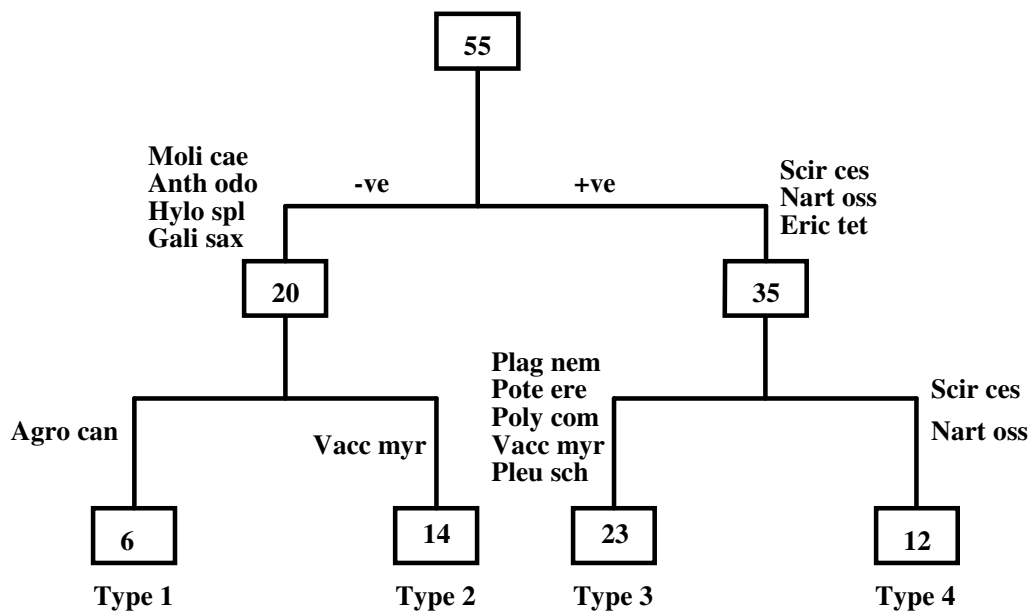 55
Moli cae
Anth odo
Hylo spl
Gali sax
-ve
+ve
Scir ces
Nart oss
Eric tet
20
35
Agro can
Vacc myr
Plag nem
Pote ere
Poly com
Vacc myr
Pleu sch
Scir ces
Nart oss
6
14
23
12
Type 1
Type 2
Type 3
Type 4